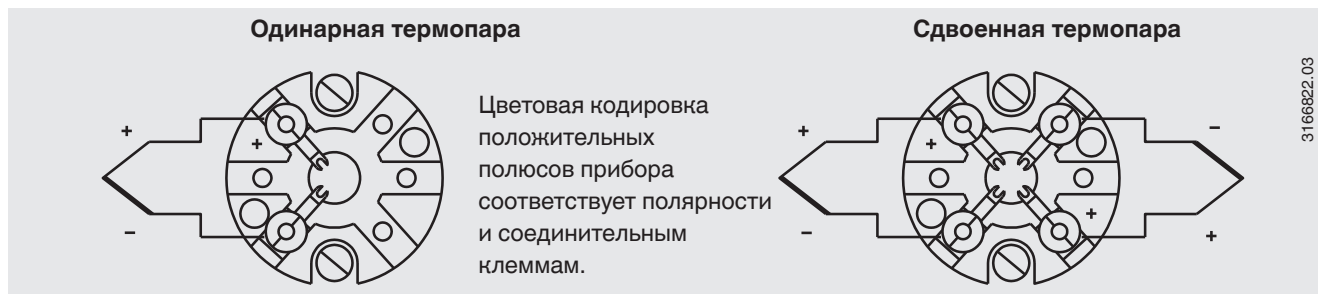 Одинарная термопара
Сдвоенная термопара
+
+
–
Цветовая кодировка
положительных
полюсов прибора
соответствует полярности
и соединительным
клеммам.
+
+
–
–
+
+
3166822.03